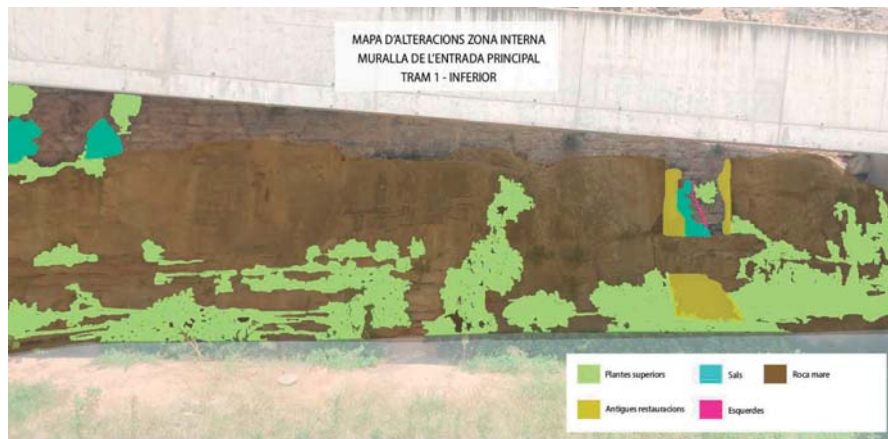 MAPA D'ALTERACIONS ZONA INTERNA
MURALLA DE L'ENTRADA PRINCIPAL
TRAM 1 - INFERIOR
Plantes superiors
Sals
Roca mare
Antigues restauracions
Esquerdes